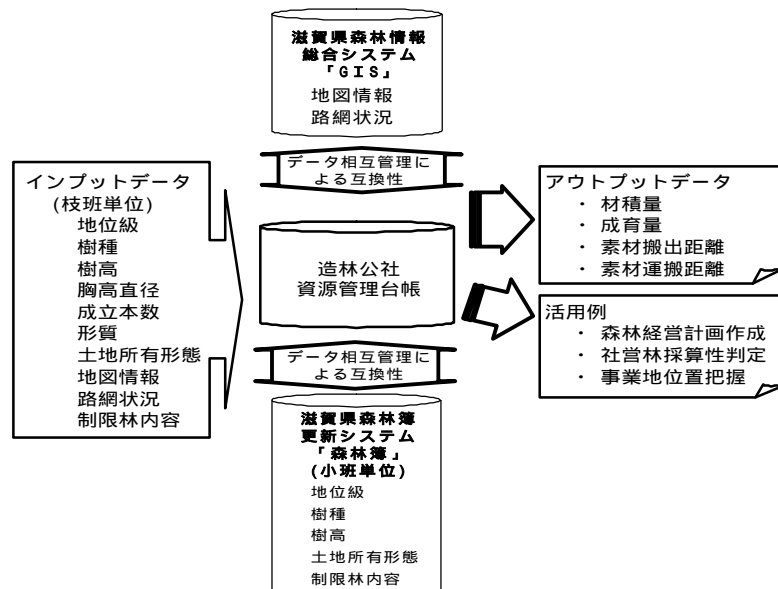 滋賀県森林情報
総合システム
「GIS」
地図情報
路網状況
データ相互管理に
よる互換性
インプットデータ
(枝班単位)
地位級
樹種
樹高
胸高直径
成立本数
形質
土地所有形態
地図情報
路網状況
制限林内容
造林公社
資源管理台帳
アウトプットデータ
・ 材積量
・ 成育量
・ 素材搬出距離
・ 素材運搬距離
活用例
・ 森林経営計画作成
・ 社営林採算性判定
・ 事業地位置把握
データ相互管理に
よる互換性
滋賀県森林簿
更新システム
「森林簿」
(小班単位)
地位級
樹種
樹高
土地所有形態
制限林内容